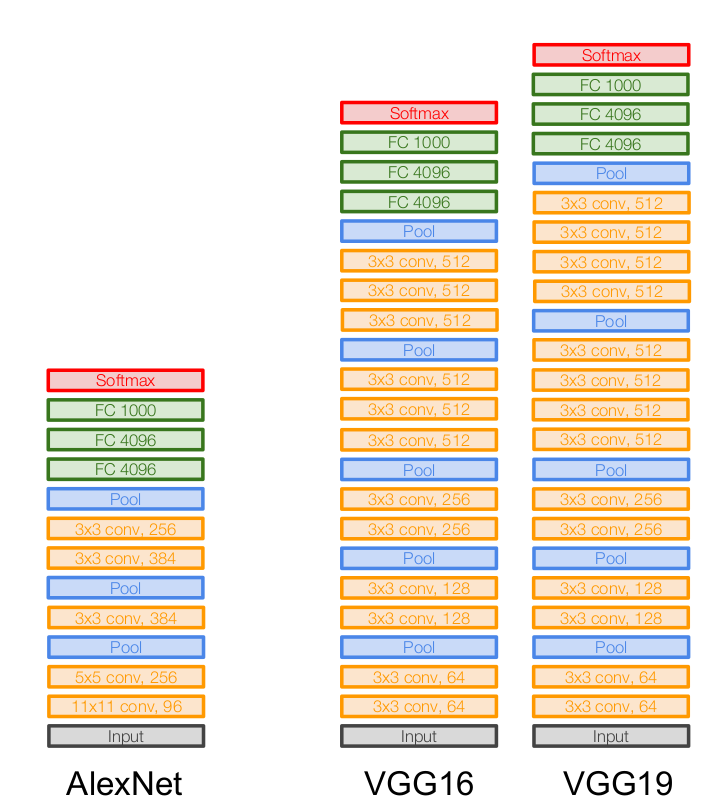 Softmax
FC 1000
FC 4096
FC 4096
Pool
3x3 conv, 256
3x3 conv, 384
Pool
3x3 conv, 384
Pool
5x5 conv, 256
11x11 conv, 96
Input
AlexNet
Softmax
FC 1000
FC 4096
FC 4096
Pool
3x3 conv, 512
3x3 conv, 512
3x3 conv, 512
Pool
3x3 conv, 512
3x3 conv, 512
3x3 conv, 512
Pool
3x3 conv, 256
3x3 conv, 256
Pool
3x3 conv, 128
3x3 conv, 128
Pool
3x3 conv, 64
3x3 conv, 64
Input
VGG16
Softmax
FC 1000
FC 4096
FC 4096
Pool
3x3 conv, 512
3x3 conv, 512
3x3 conv, 512
3x3 conv, 512
Pool
3x3 conv, 512
3x3 conv, 512
3x3 conv, 512
3x3 conv, 512
Pool
3x3 conv, 256
3x3 conv, 256
Pool
3x3 conv, 128
3x3 conv, 128
Pool
3x3 conv, 64
3x3 conv, 64
Input
VGG19